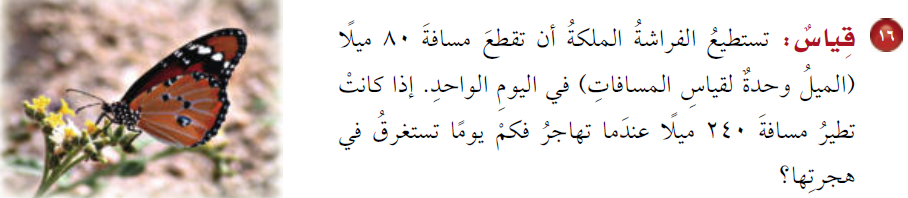 ١٦ قِياسٌ: تستطيعُ الفراشةُ الملكةُ أن تقطعَ مسافةَ ٨٠ ميلًا
(الميلُ وحدةٌ لقياسِ المسافاتِ) في اليومِ الواحدِ. إذا كانتْ
تطيرُ مسافةَ ٢٤٠ ميلًا عندَما تهاجرُ فكمْ يومًا تستغرقُ في
هجرتِها؟